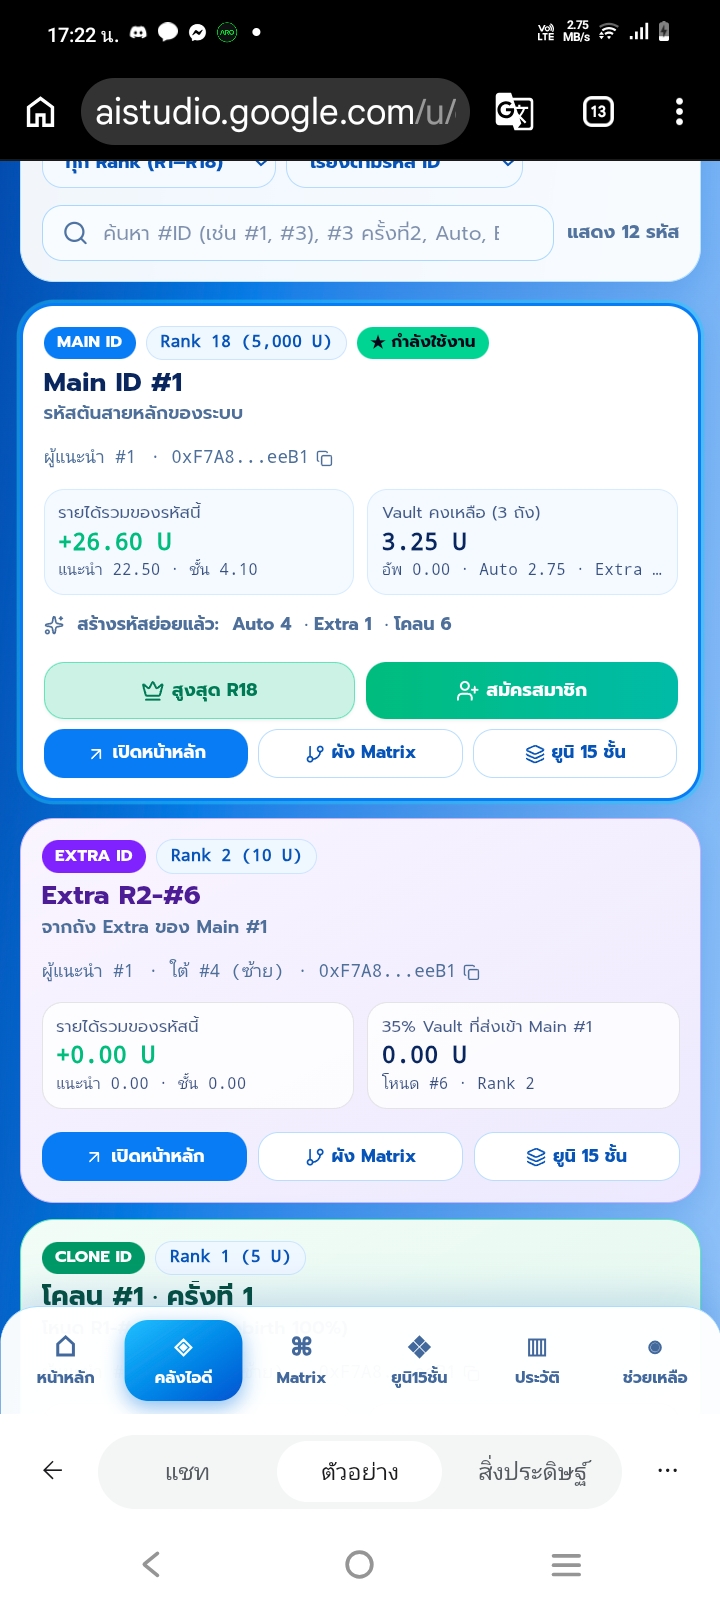 17:22 น.
Vo)) LTE 2.75 MB/s
aistudio.google.com/u/
13
ทุก Rank (R1–R18) เรียงตามรหัส ID
ค้นหา #ID (เช่น #1, #3), #3 ครั้งที่2, Auto, E
แสดง 12 รหัส
MAIN ID Rank 18 (5,000 U) ★ กำลังใช้งาน
Main ID #1
รหัสต้นสายหลักของระบบ
ผู้แนะนำ #1 · 0xF7A8...eeB1
รายได้รวมของรหัสนี้
+26.60 U
แนะนำ 22.50 · ชั้น 4.10
Vault คงเหลือ (3 ถัง)
3.25 U
อัพ 0.00 · Auto 2.75 · Extra …
สร้างรหัสย่อยแล้ว: Auto 4 · Extra 1 · โคลน 6
สูงสุด R18 สมัครสมาชิก
เปิดหน้าหลัก ผัง Matrix ยูนิ 15 ชั้น
EXTRA ID Rank 2 (10 U)
Extra R2-#6
จากถัง Extra ของ Main #1
ผู้แนะนำ #1 · ใต้ #4 (ซ้าย) · 0xF7A8...eeB1
รายได้รวมของรหัสนี้
+0.00 U
แนะนำ 0.00 · ชั้น 0.00
35% Vault ที่ส่งเข้า Main #1
0.00 U
โหนด #6 · Rank 2
เปิดหน้าหลัก ผัง Matrix ยูนิ 15 ชั้น
CLONE ID Rank 1 (5 U)
โคลน #1 · ครั้งที่ 1
หน้าหลัก คลังไอดี Matrix ยูนิ15ชั้น ประวัติ ช่วยเหลือ
แชท ตัวอย่าง สิ่งประดิษฐ์